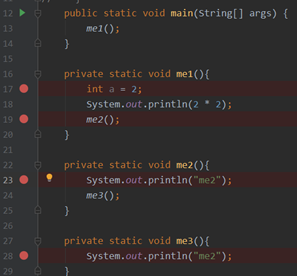 12 public static void main(String[] args) {
13 me1();
14 }
15
16 private static void me1(){
17 int a = 2;
18 System.out.println(2 * 2);
19 me2();
20 }
21
22 private static void me2(){
23 System.out.println("me2");
24 me3();
25 }
26
27 private static void me3(){
28 System.out.println("me2");
29 }